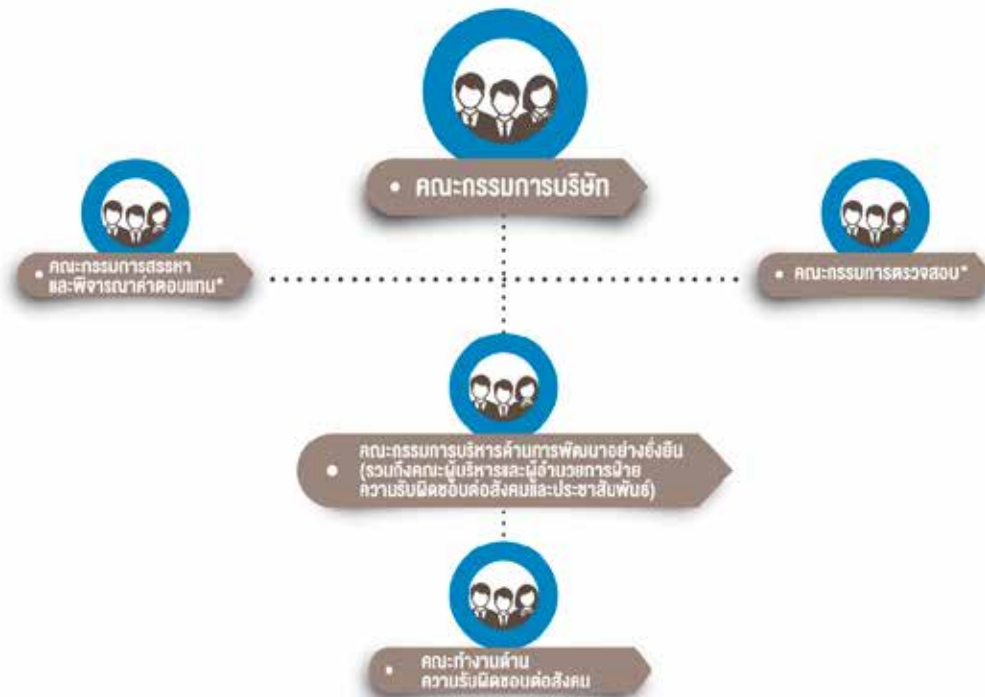 คณะกรรมการบริษัท
คณะกรรมการสรรหา
และพิจารณาค่าตอบแทน*
คณะกรรมการตรวจสอบ*
คณะกรรมการบริหารด้านการพัฒนาอย่างยั่งยืน
(รวมถึงคณะผู้บริหารและผู้อำนวยการฝ่าย
ความรับผิดชอบต่อสังคมและประชาสัมพันธ์)
คณะทำงานด้าน
ความรับผิดชอบต่อสังคม